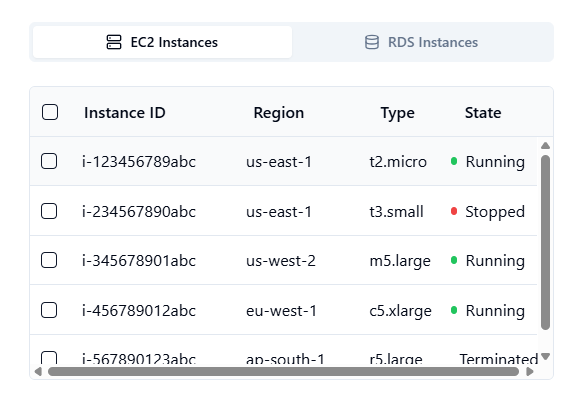 EC2 Instances RDS Instances
Instance ID Region Type State
i-123456789abc us-east-1 t2.micro Running
i-234567890abc us-east-1 t3.small Stopped
i-345678901abc us-west-2 m5.large Running
i-456789012abc eu-west-1 c5.xlarge Running
i-567890123abc ap-south-1 r5.large Terminated